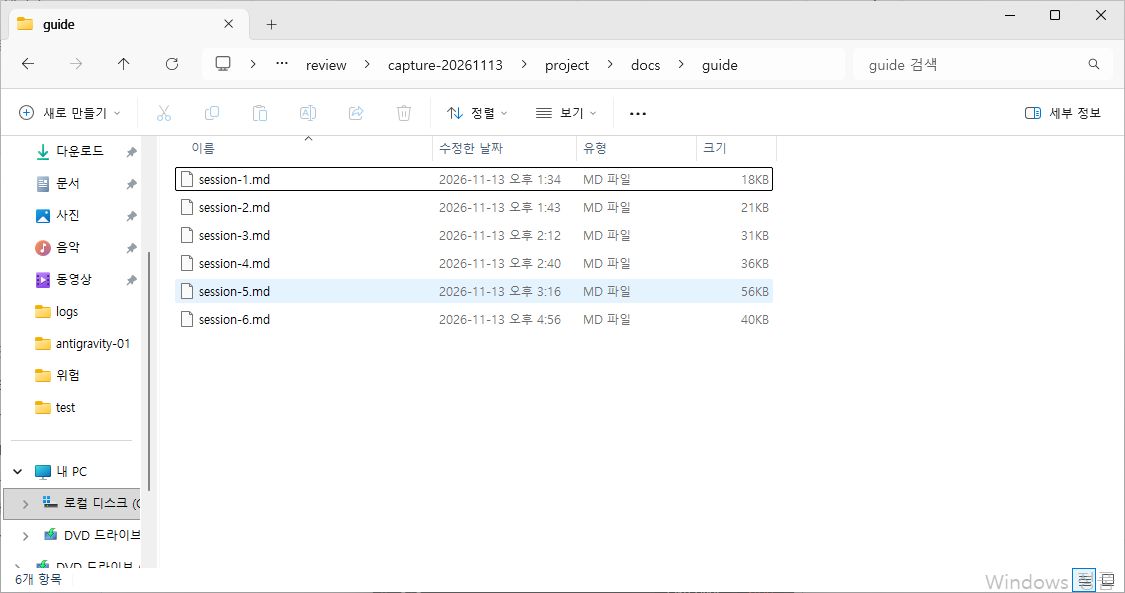 guide
review capture-20261113 project docs guide
guide 검색
새로 만들기 정렬 보기 세부 정보
이름 수정한 날짜 유형 크기
session-1.md 2026-11-13 오후 1:34 MD 파일 18KB
session-2.md 2026-11-13 오후 1:43 MD 파일 21KB
session-3.md 2026-11-13 오후 2:12 MD 파일 31KB
session-4.md 2026-11-13 오후 2:40 MD 파일 36KB
session-5.md 2026-11-13 오후 3:16 MD 파일 56KB
session-6.md 2026-11-13 오후 4:56 MD 파일 40KB
다운로드
문서
사진
음악
동영상
logs
antigravity-01
위험
test
내 PC
로컬 디스크 (
DVD 드라이브
DVD 드라이브
6개 항목
Windows